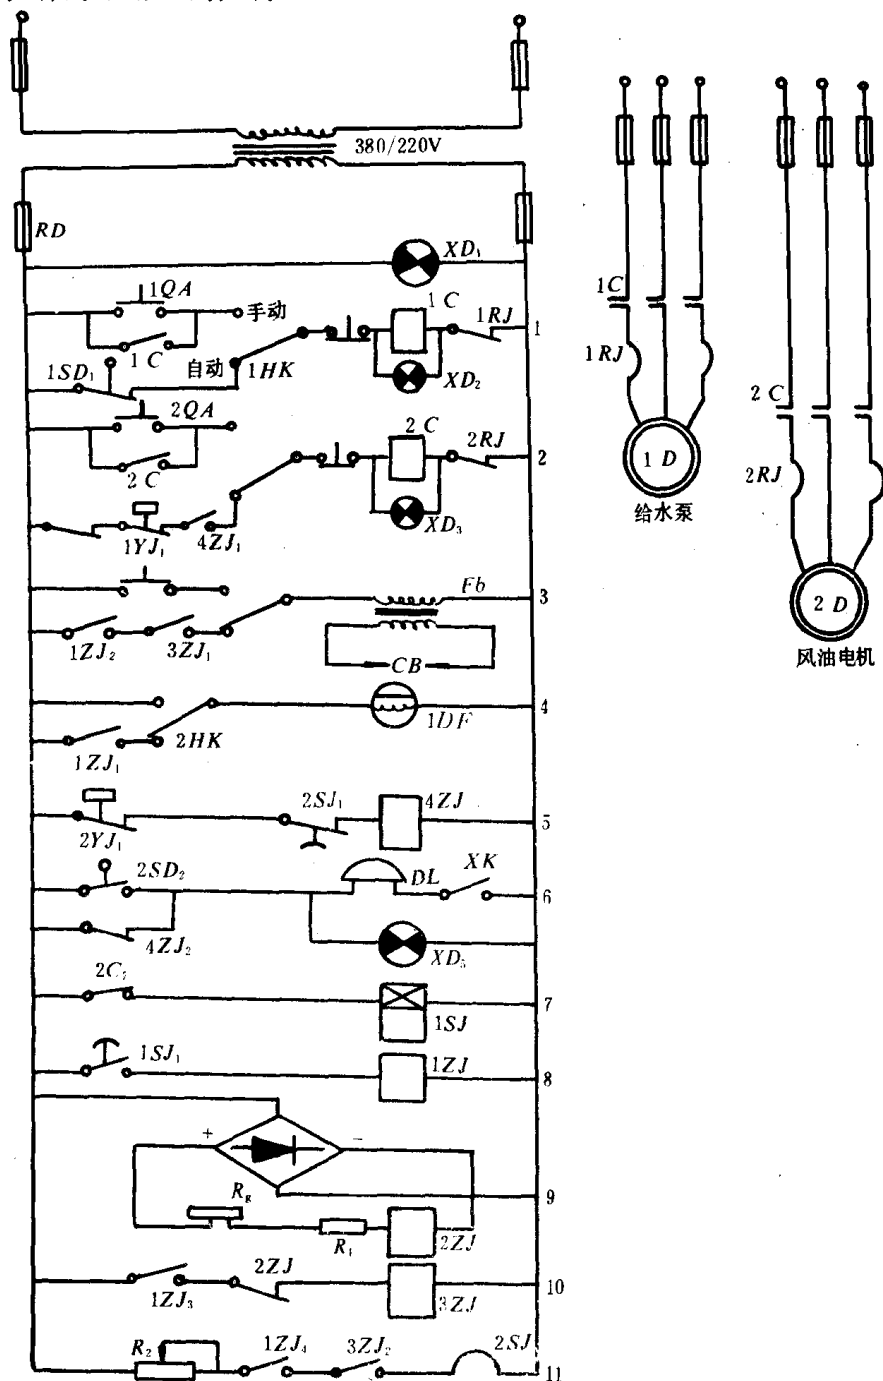 380/220V
RD
XD₁
1QA
手动
1C
1RJ
1
1C
自动
1HK
XD₂
1SD₁
2QA
2C
2RJ
2
2C
XD₃
1YJ₁
4ZJ₁
Fb
3
1ZJ₂
3ZJ₁
CB
4
1DF
2HK
1ZJ₁
2SJ₁
4ZJ
5
2YJ₁
2SD₂
DL
XK
6
4ZJ₂
XD₅
2C₂
7
1SJ
1SJ₁
1ZJ
8
+
−
9
R₁
2ZJ
2ZJ
10
1ZJ₃
3ZJ
R₂
1ZJ₄
3ZJ₂
2SJ
11
1C
1RJ
1D
给水泵
2C
2RJ
2D
风油电机